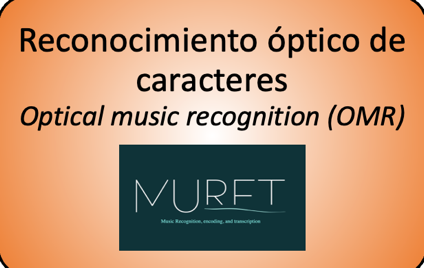 Reconocimiento óptico de
caracteres
Optical music recognition (OMR)
MURET
Music Recognition, encoding, and transcription